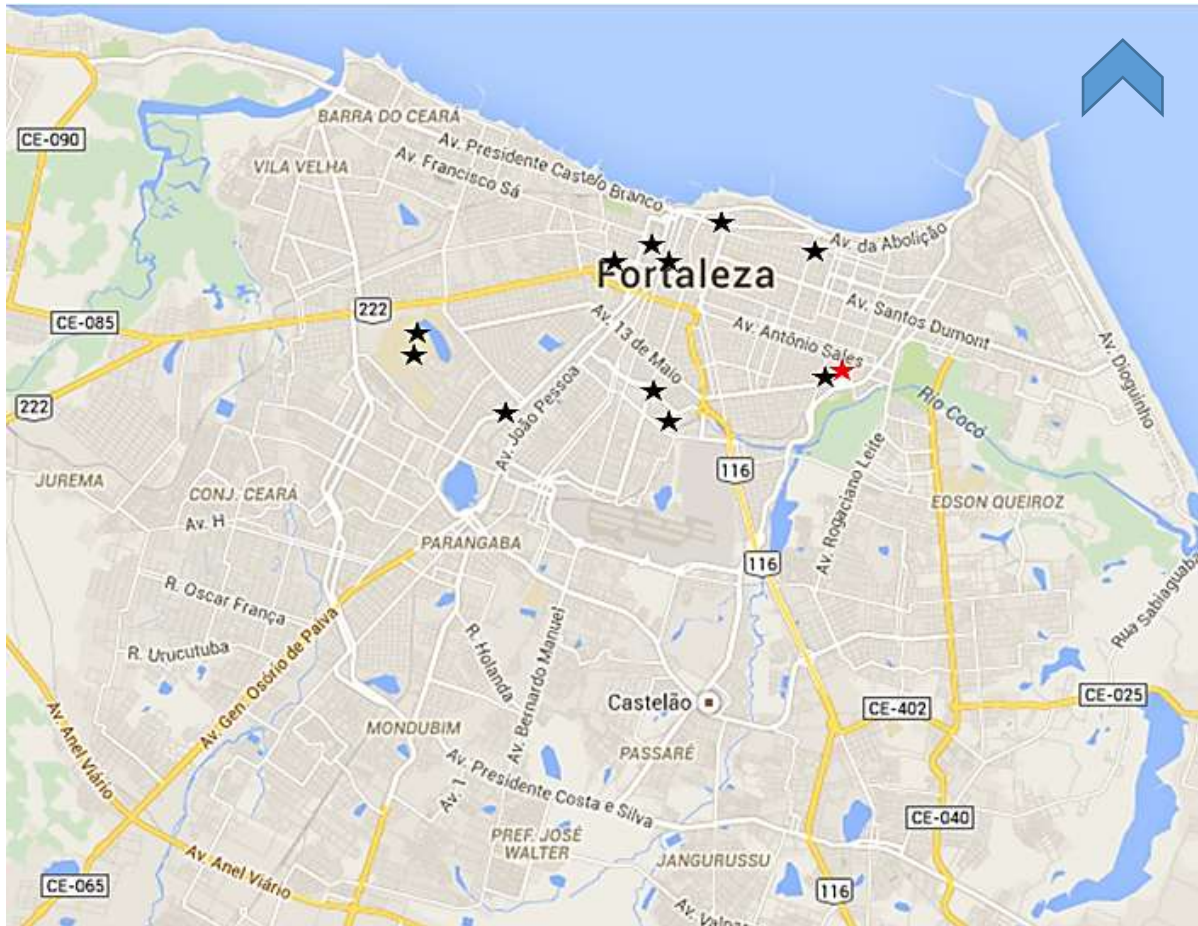 BARRA DO CEARÁ
CE-090
Av. Presidente Castelo Branco
Av. Francisco Sá
VILA VELHA
Av. da Abolição
Fortaleza
222
CE-085
Av. Santos Dumont
Av. Antônio Sales
Av. 13 de Maio
Av. Dioguinho
222
Av. João Pessoa
Rio Cocó
116
JUREMA
CONJ. CEARÁ
Av. H
Av. Rogaciano Leite
EDSON QUEIROZ
PARANGABA
116
R. Oscar França
Rua Sabiaguaba
R. Urucutuba
Av. Gen Osório de Paiva
R. Holanda
Av. Bernardo Manuel
Castelão
CE-025
CE-402
Av. Anel Viário
MONDUBIM
PASSARÉ
Av. 1
Av. Presidente Costa e Silva
CE-040
PREF. JOSÉ
WALTER
JANGURUSSU
Av. Anel Viário
CE-065
116